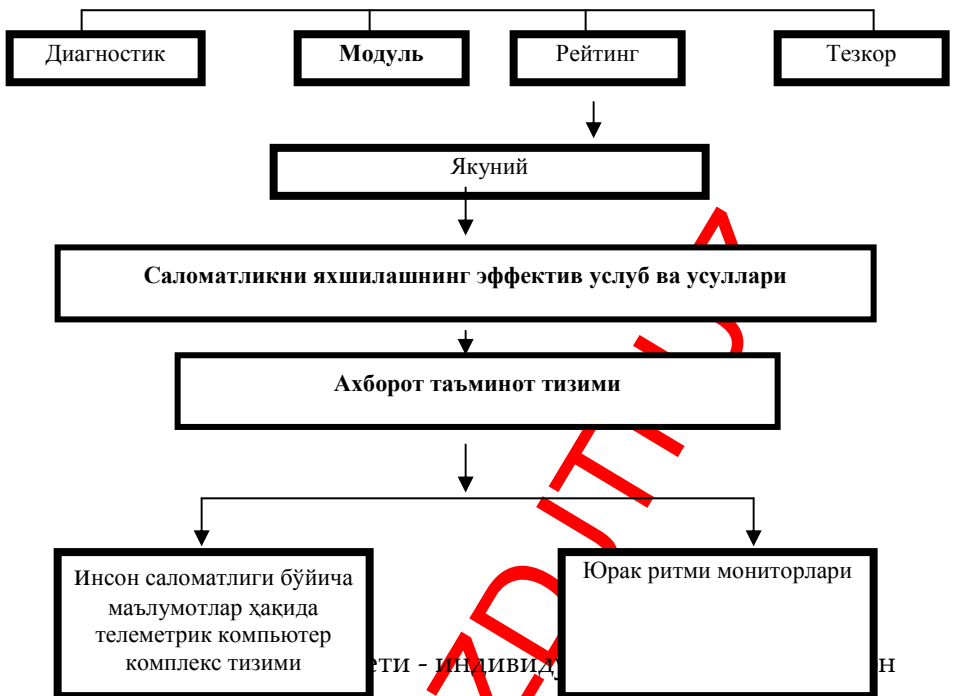 Диагностик
Модуль
Рейтинг
Тезкор
Якуний
Саломатликни яхшилашнинг эффектив услуб ва усуллари
Ахборот таъминот тизими
Инсон саломатлиги бўйича
маълумотлар ҳақида
телеметрик компьютер
комплекс тизими
Юрак ритми мониторлари